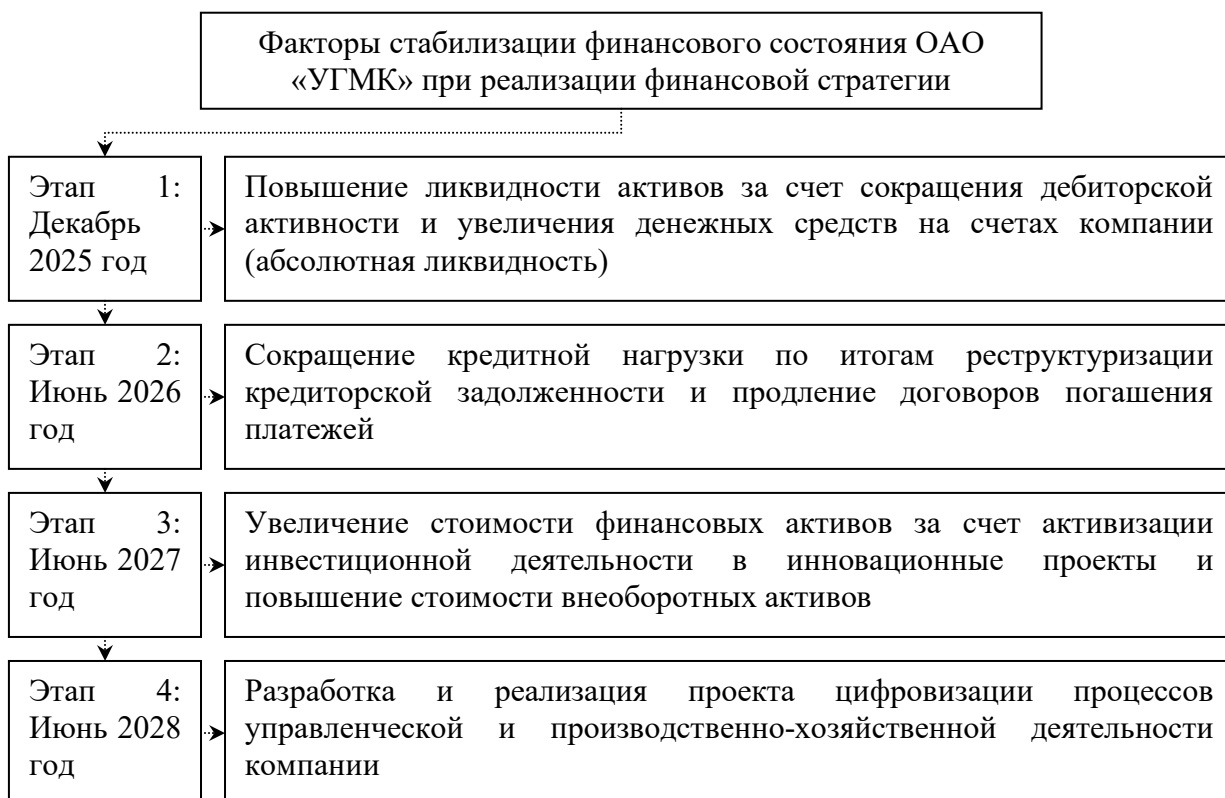 Факторы стабилизации финансового состояния ОАО
«УГМК» при реализации финансовой стратегии
Этап 1:
Декабрь
2025 год
Повышение ликвидности активов за счет сокращения дебиторской
активности и увеличения денежных средств на счетах компании
(абсолютная ликвидность)
Этап 2:
Июнь 2026
год
Сокращение кредитной нагрузки по итогам реструктуризации
кредиторской задолженности и продление договоров погашения
платежей
Этап 3:
Июнь 2027
год
Увеличение стоимости финансовых активов за счет активизации
инвестиционной деятельности в инновационные проекты и
повышение стоимости внеоборотных активов
Этап 4:
Июнь 2028
год
Разработка и реализация проекта цифровизации процессов
управленческой и производственно-хозяйственной деятельности
компании